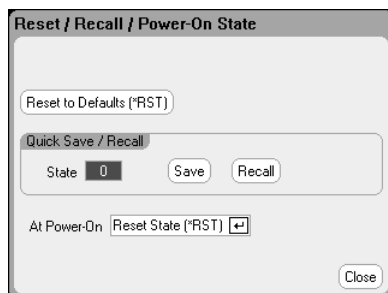 Reset / Recall / Power-On State
Reset to Defaults (*RST)
Quick Save / Recall
State 0 Save Recall
At Power-On Reset State (*RST)
Close